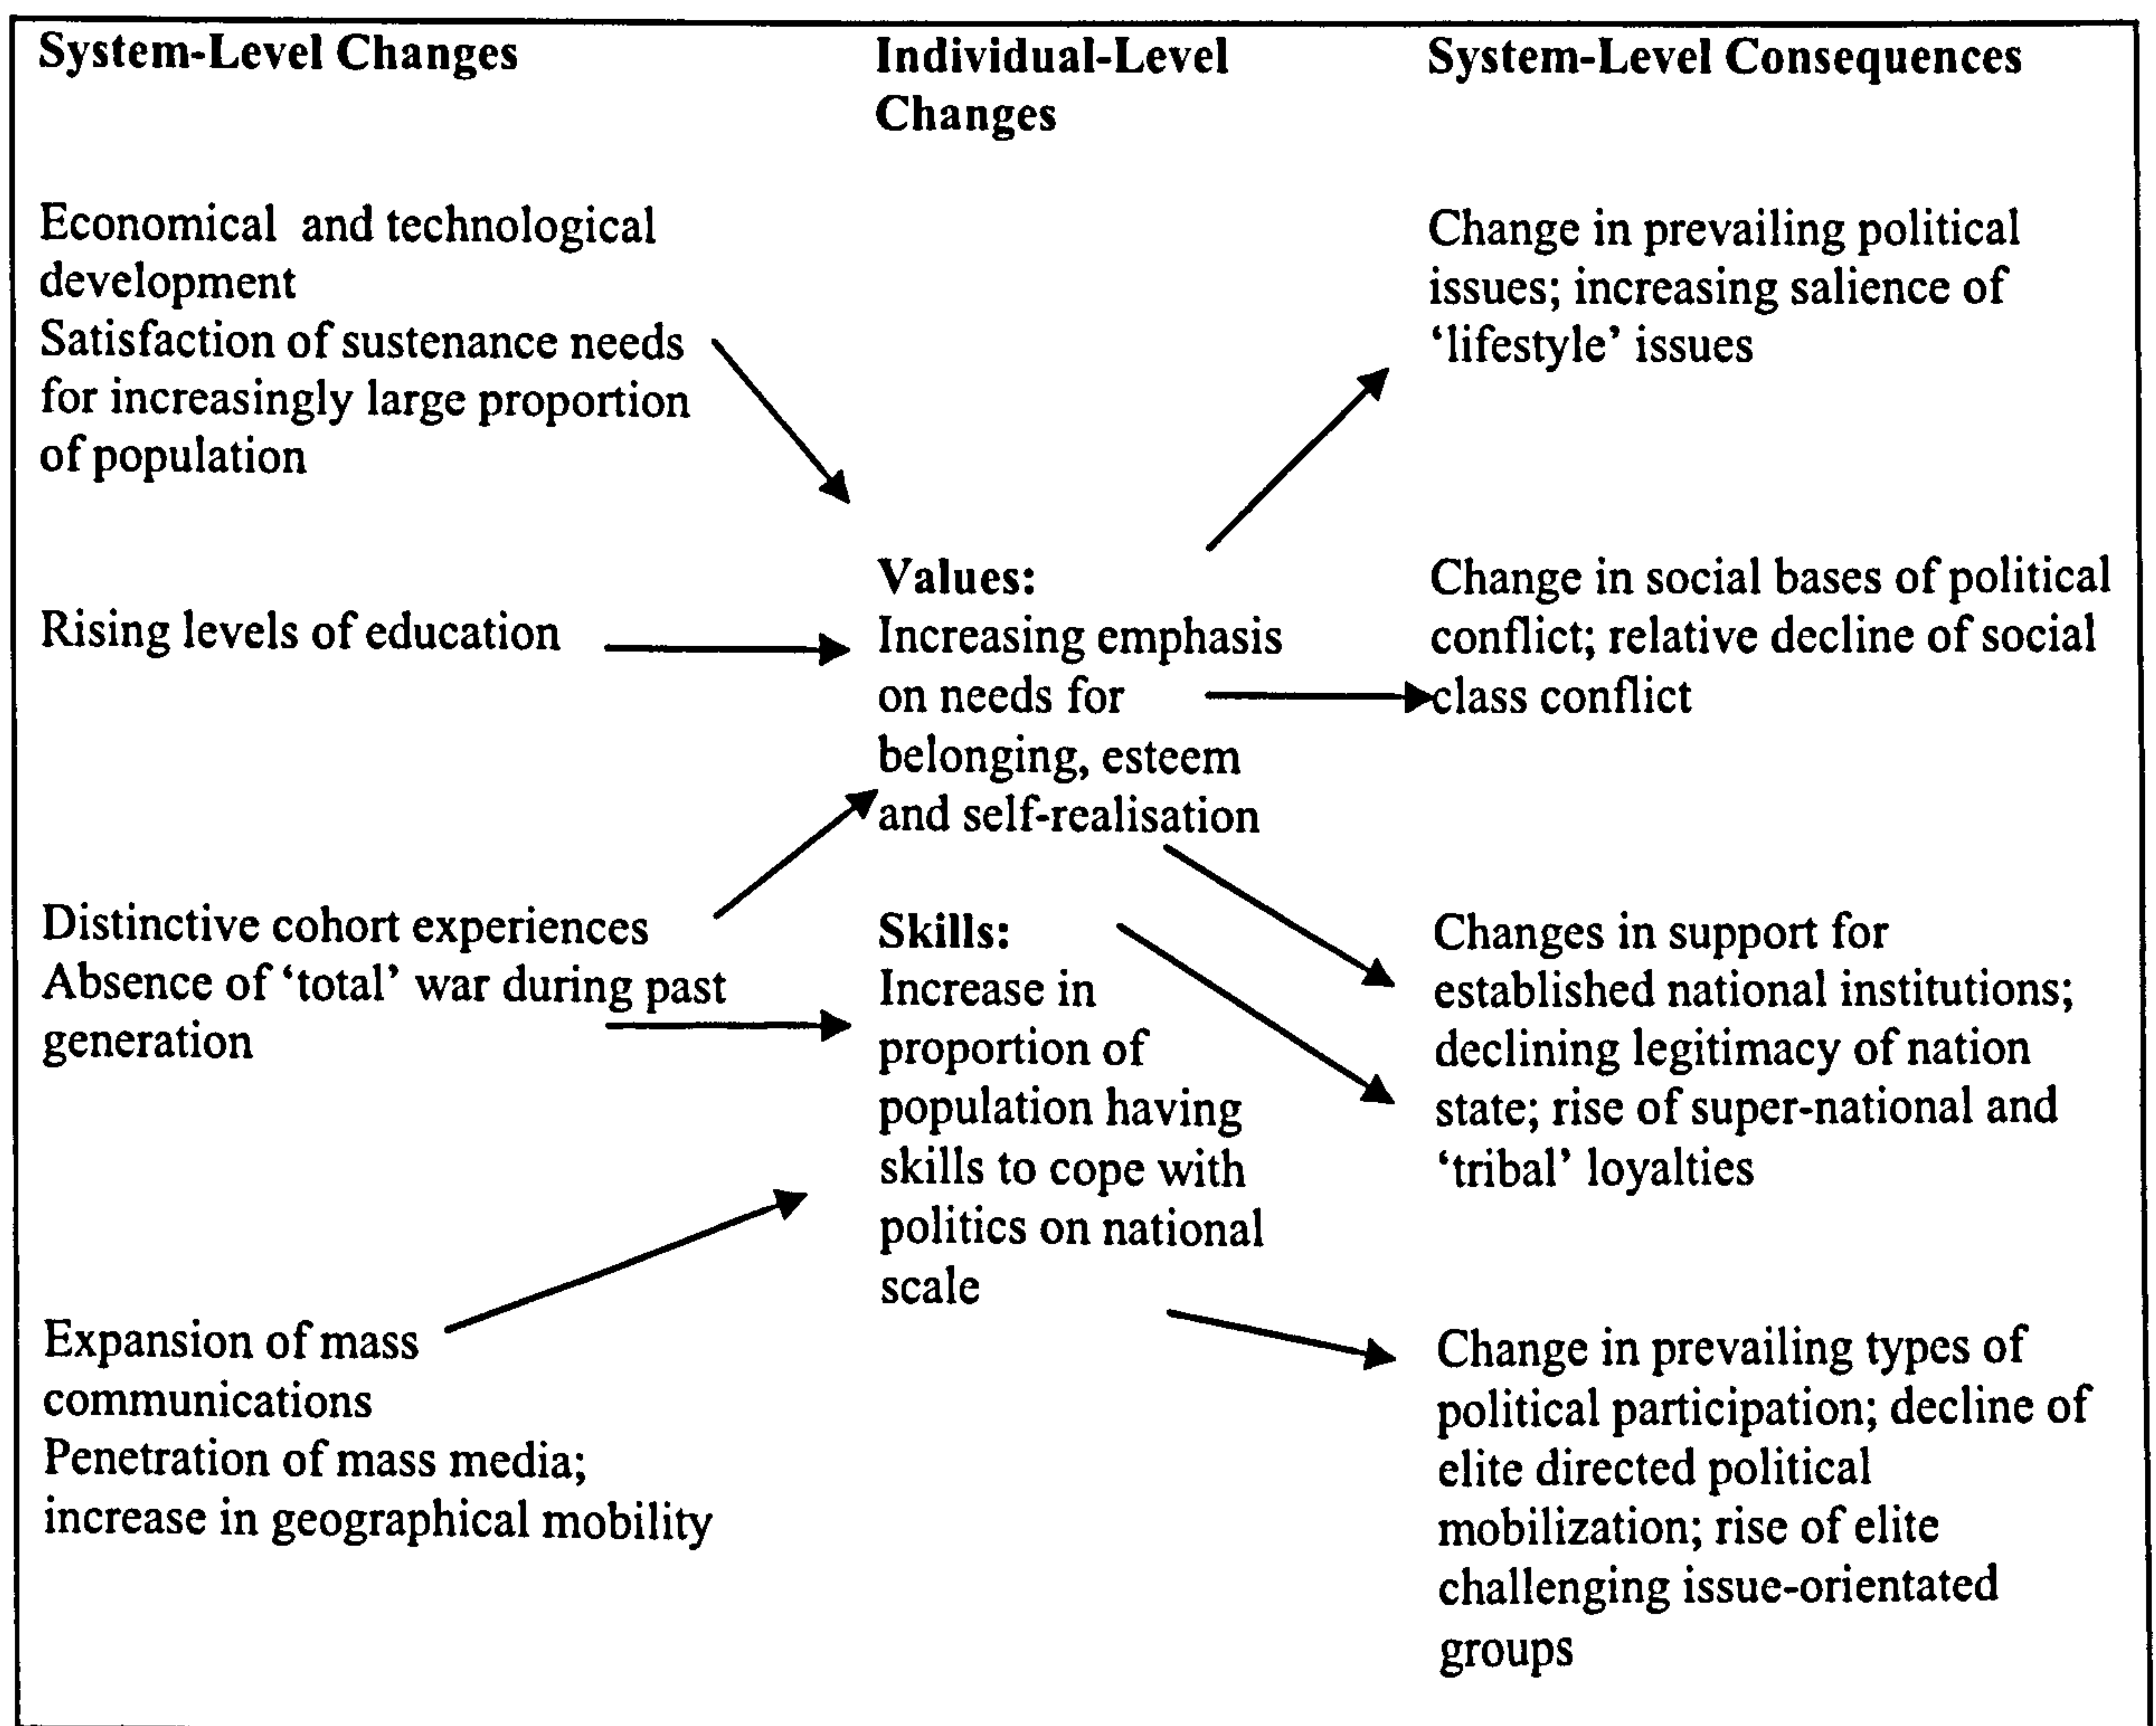 System-Level Changes
Individual-Level
Changes
System-Level Consequences
Economical and technological
development
Satisfaction of sustenance needs
for increasingly large proportion
of population
Rising levels of education
Distinctive cohort experiences
Absence of ‘total’ war during past
generation
Expansion of mass
communications
Penetration of mass media;
increase in geographical mobility
Values:
Increasing emphasis
on needs for
belonging, esteem
and self-realisation
Skills:
Increase in
proportion of
population having
skills to cope with
politics on national
scale
Change in prevailing political
issues; increasing salience of
‘lifestyle’ issues
Change in social bases of political
conflict; relative decline of social
class conflict
Changes in support for
established national institutions;
declining legitimacy of nation
state; rise of super-national and
‘tribal’ loyalties
Change in prevailing types of
political participation; decline of
elite directed political
mobilization; rise of elite
challenging issue-orientated
groups